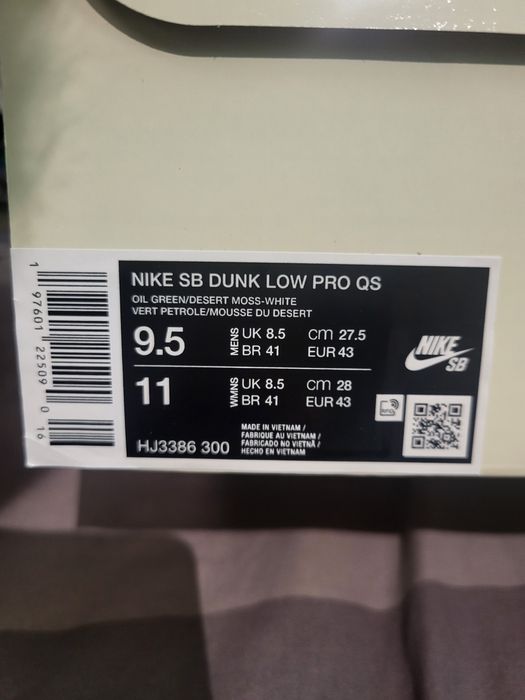 NIKE SB DUNK LOW PRO QS
OIL GREEN/DESERT MOSS-WHITE
VERT PETROLE/MOUSSE DU DESERT
9.5 MENS UK 8.5 cm 27.5
BR 41 EUR 43
11 WMNS UK 8.5 cm 28
BR 41 EUR 43
NIKE
SB
HJ3386 300
MADE IN VIETNAM /
FABRIQUE AU VIETNAM /
FABRICADO NO VIETNÃ /
HECHO EN VIETNAM
1 97601 22509 0 16